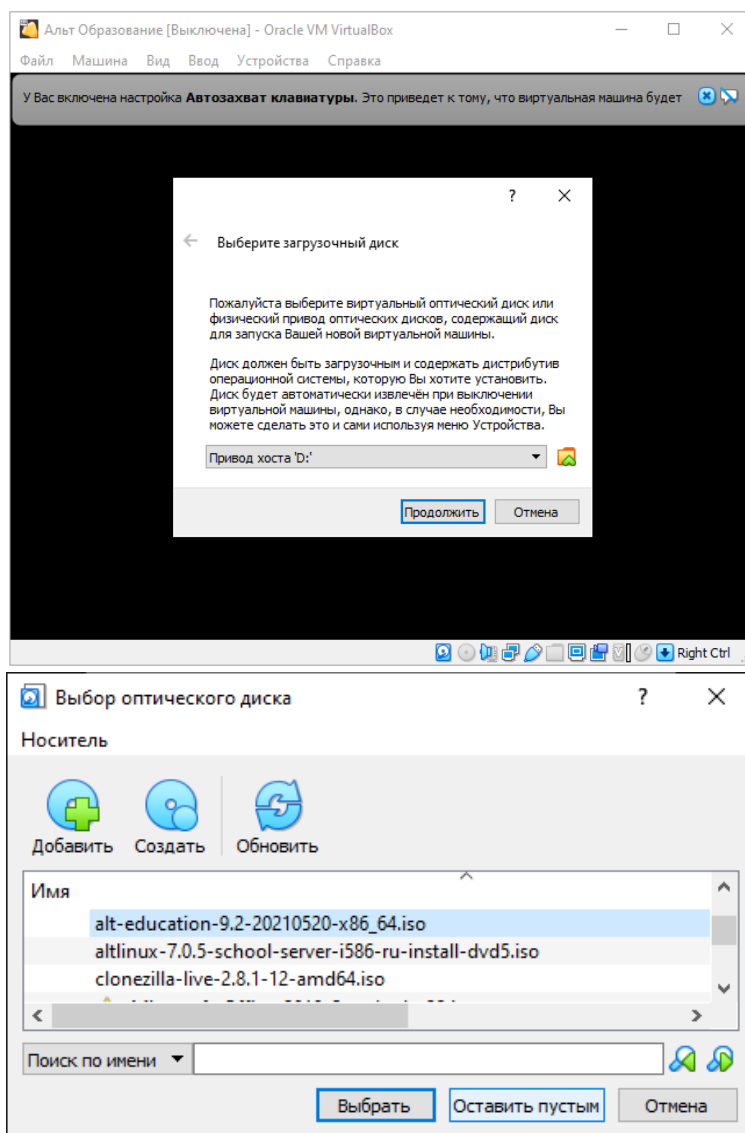 Альт Образование [Выключена] - Oracle VM VirtualBox
Файл Машина Вид Ввод Устройства Справка
У Вас включена настройка Автозахват клавиатуры. Это приведет к тому, что виртуальная машина будет
?
Выберите загрузочный диск
Пожалуйста выберите виртуальный оптический диск или
физический привод оптических дисков, содержащий диск
для запуска Вашей новой виртуальной машины.
Диск должен быть загрузочным и содержать дистрибутив
операционной системы, которую Вы хотите установить.
Диск будет автоматически извлечён при выключении
виртуальной машины, однако, в случае необходимости, Вы
можете сделать это и сами используя меню Устройства.
Привод хоста 'D:'
Продолжить Отмена
Right Ctrl
Выбор оптического диска ?
Носитель
Добавить Создать Обновить
Имя
alt-education-9.2-20210520-x86_64.iso
altlinux-7.0.5-school-server-i586-ru-install-dvd5.iso
clonezilla-live-2.8.1-12-amd64.iso
Поиск по имени
Выбрать Оставить пустым Отмена